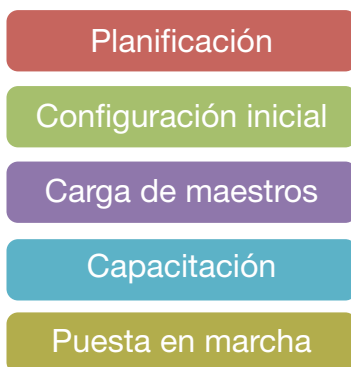 Planificación
Configuración inicial
Carga de maestros
Capacitación
Puesta en marcha